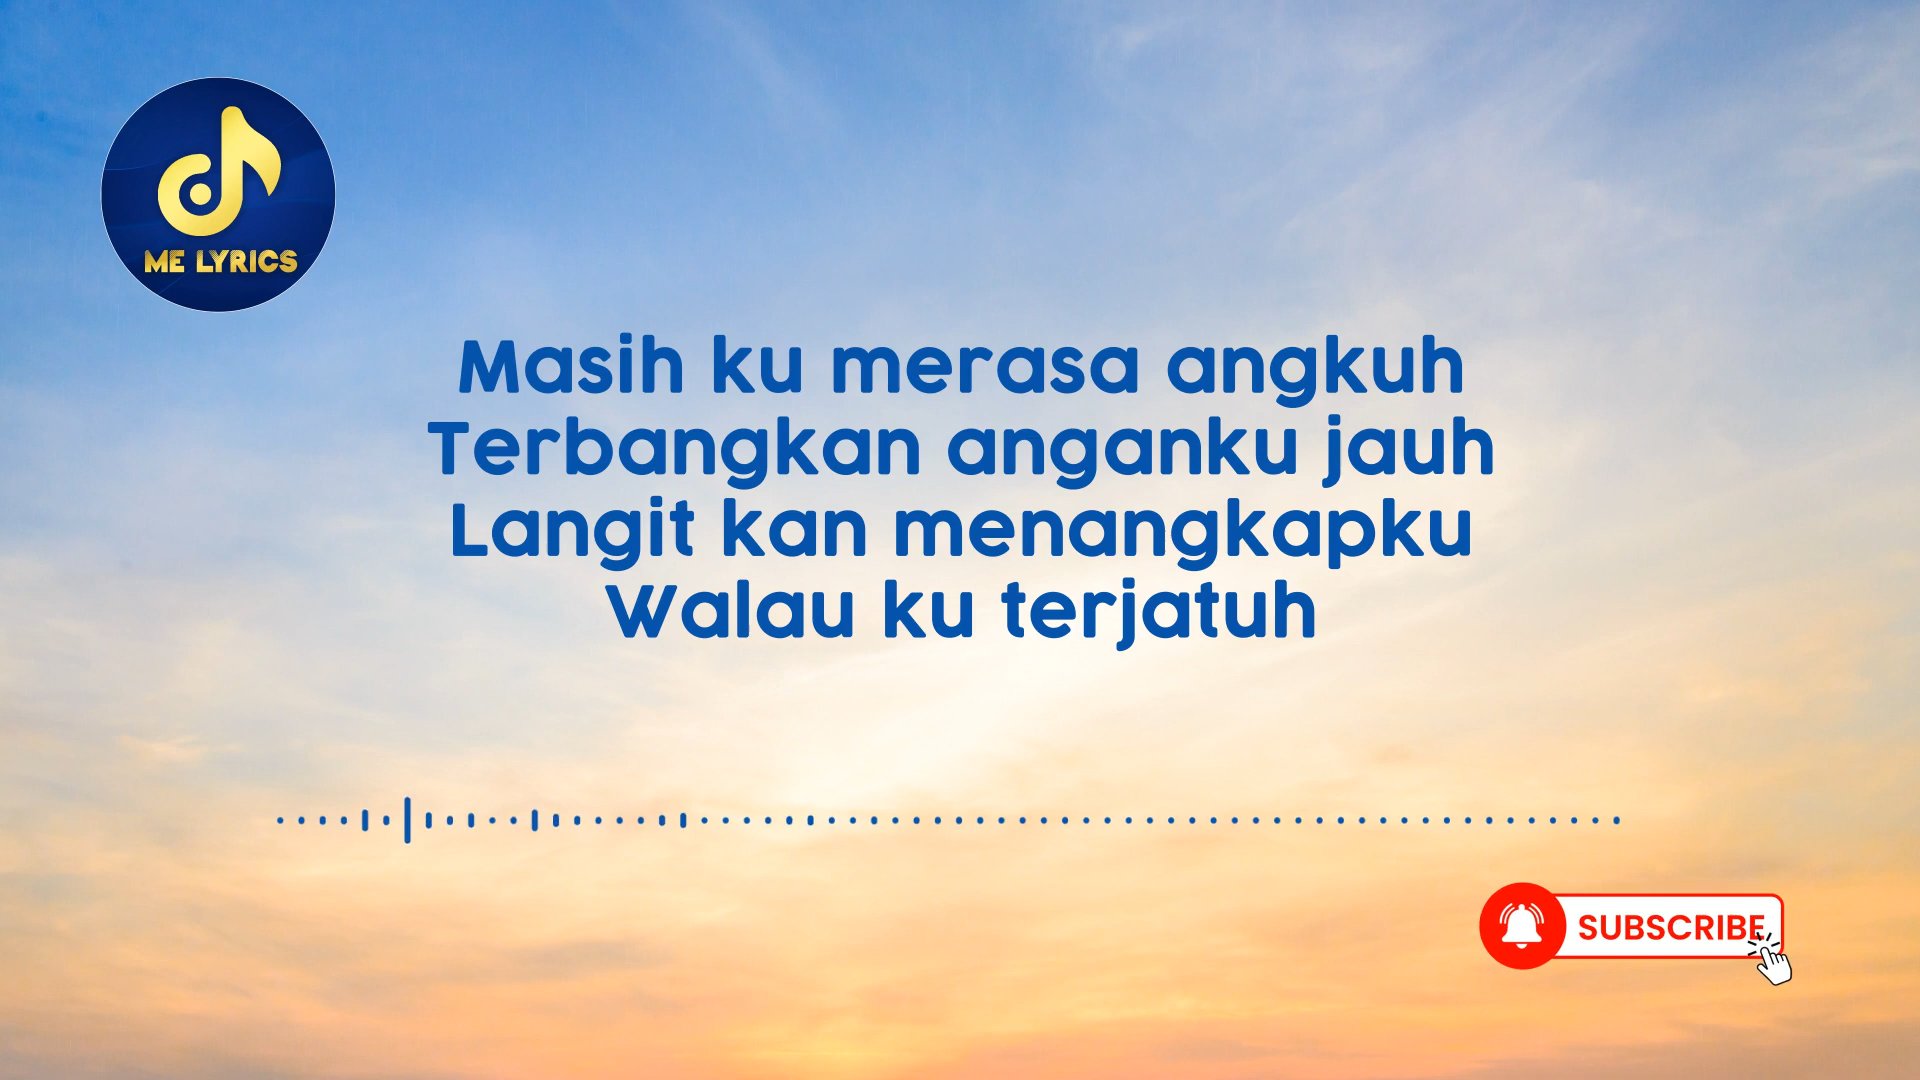 ME LYRICS
Masih ku merasa angkuh
Terbangkan anganku jauh
Langit kan menangkapku
Walau ku terjatuh
SUBSCRIBE